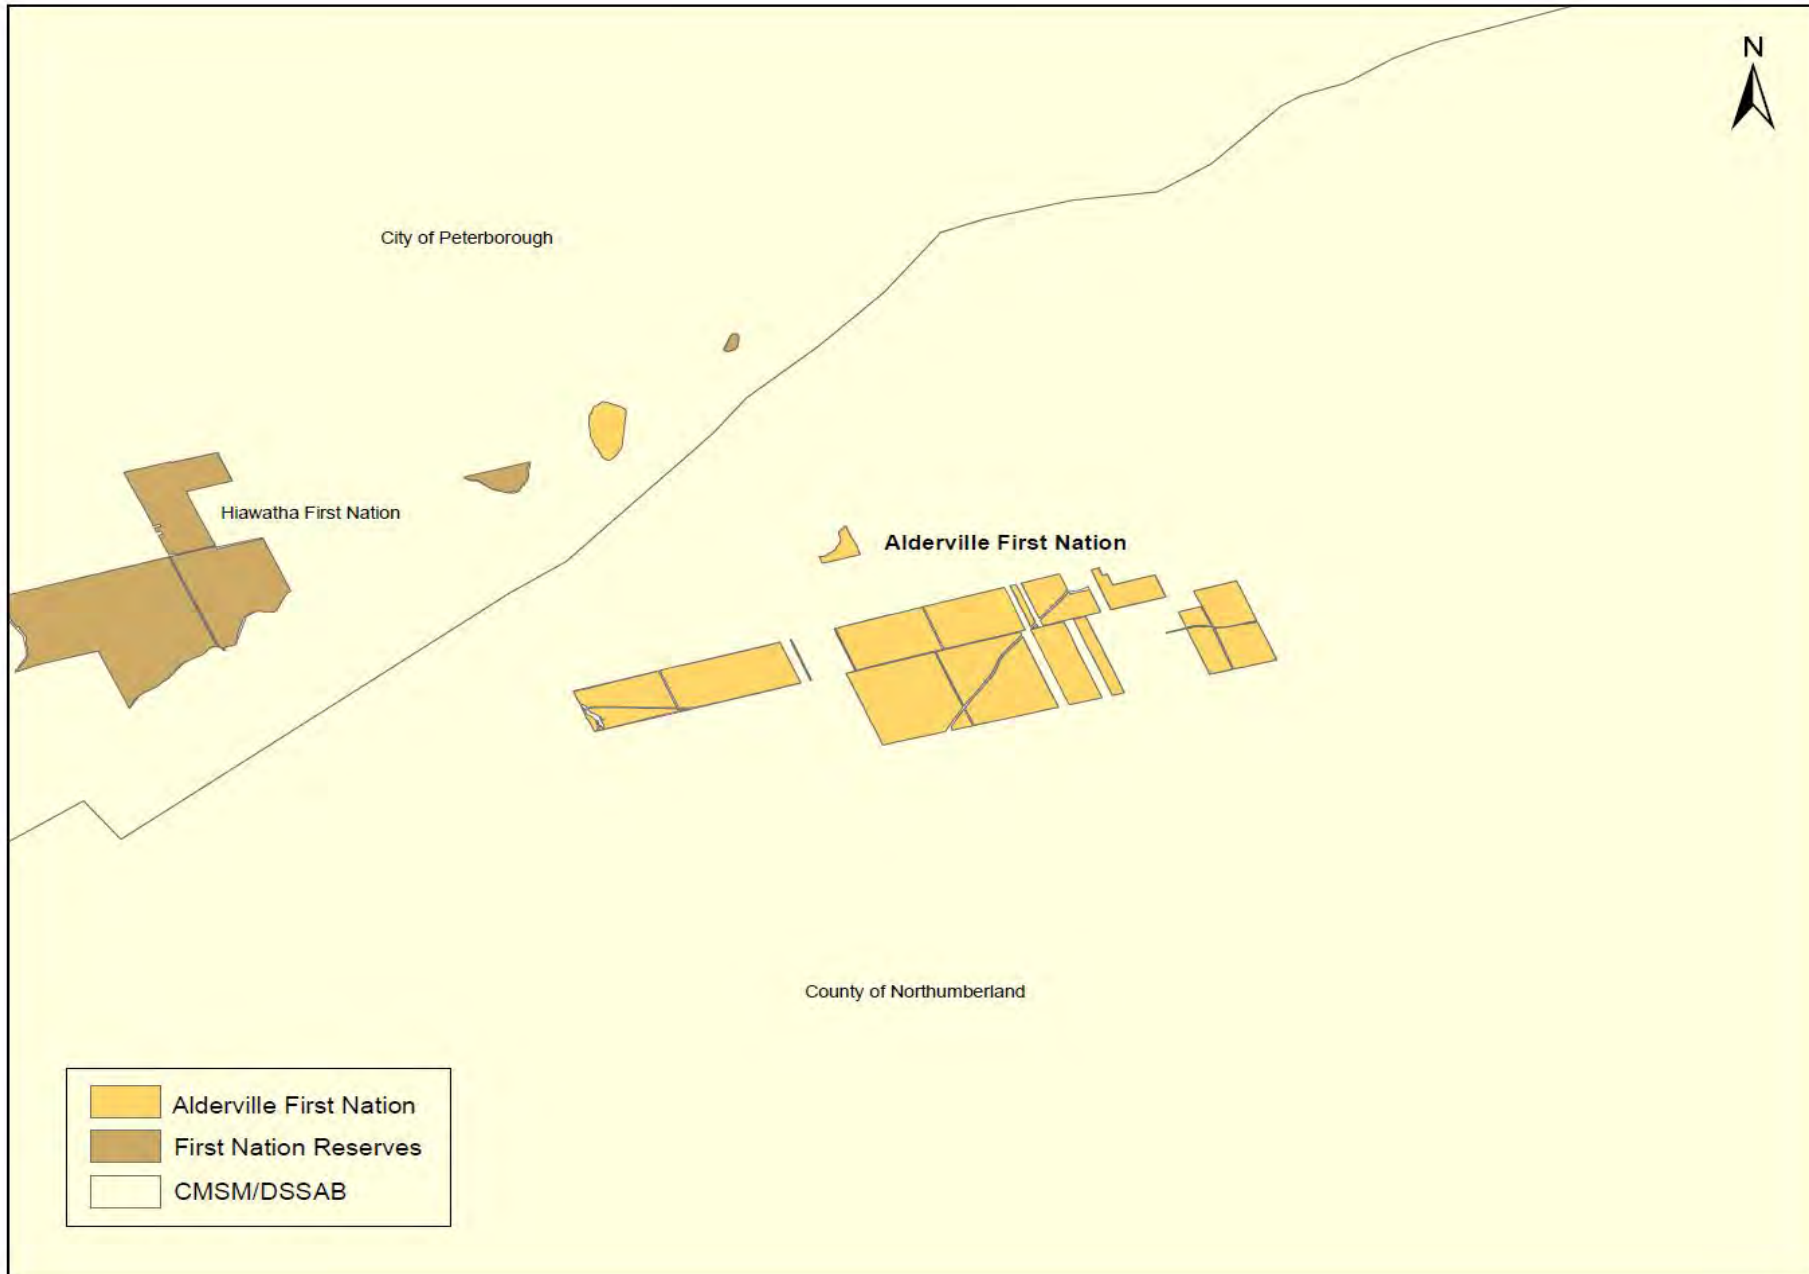 N
City of Peterborough
Hiawatha First Nation
Alderville First Nation
County of Northumberland
Alderville First Nation
First Nation Reserves
CMSM/DSSAB